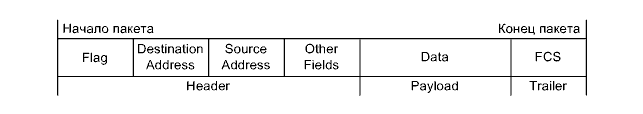 Начало пакета Конец пакета
Flag Destination Address Source Address Other Fields Data FCS
Header Payload Trailer